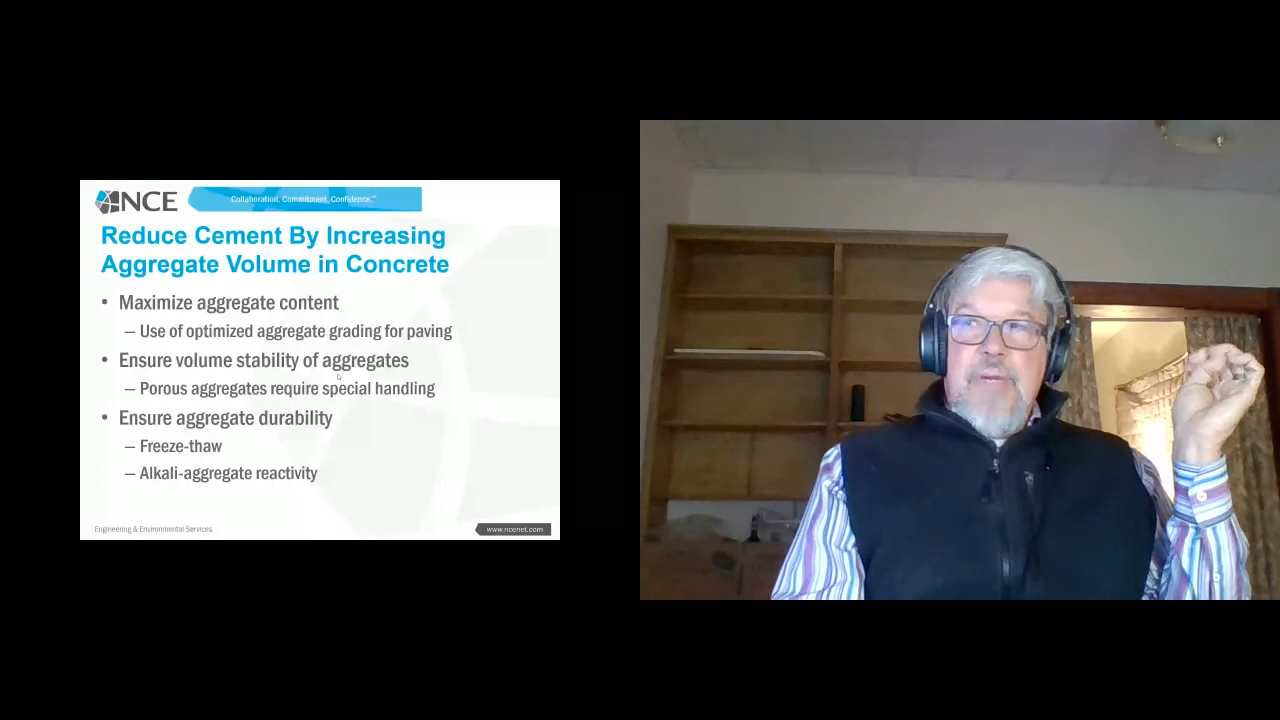 NCE
Collaboration. Commitment. Confidence.™
Reduce Cement By Increasing
Aggregate Volume in Concrete
• Maximize aggregate content
– Use of optimized aggregate grading for paving
• Ensure volume stability of aggregates
– Porous aggregates require special handling
• Ensure aggregate durability
– Freeze-thaw
– Alkali-aggregate reactivity
Engineering & Environmental Services
www.ncenet.com